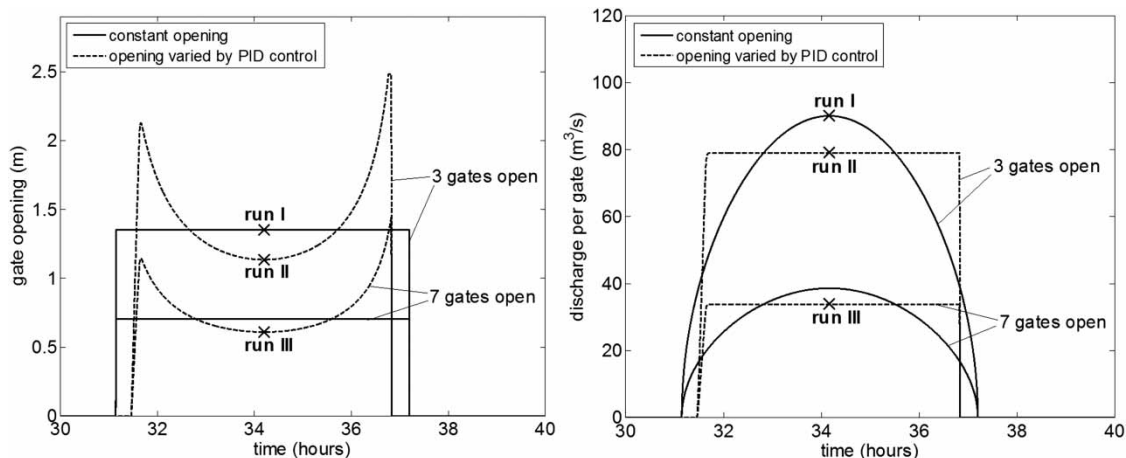 constant opening
opening varied by PID control
2.5
2
1.5
1
0.5
0
gate opening (m)
run I
run II
run III
3 gates open
7 gates open
30 32 34 36 38 40
time (hours)
constant opening
opening varied by PID control
120
100
80
60
40
20
0
discharge per gate (m³/s)
run I
run II
run III
3 gates open
7 gates open
30 32 34 36 38 40
time (hours)